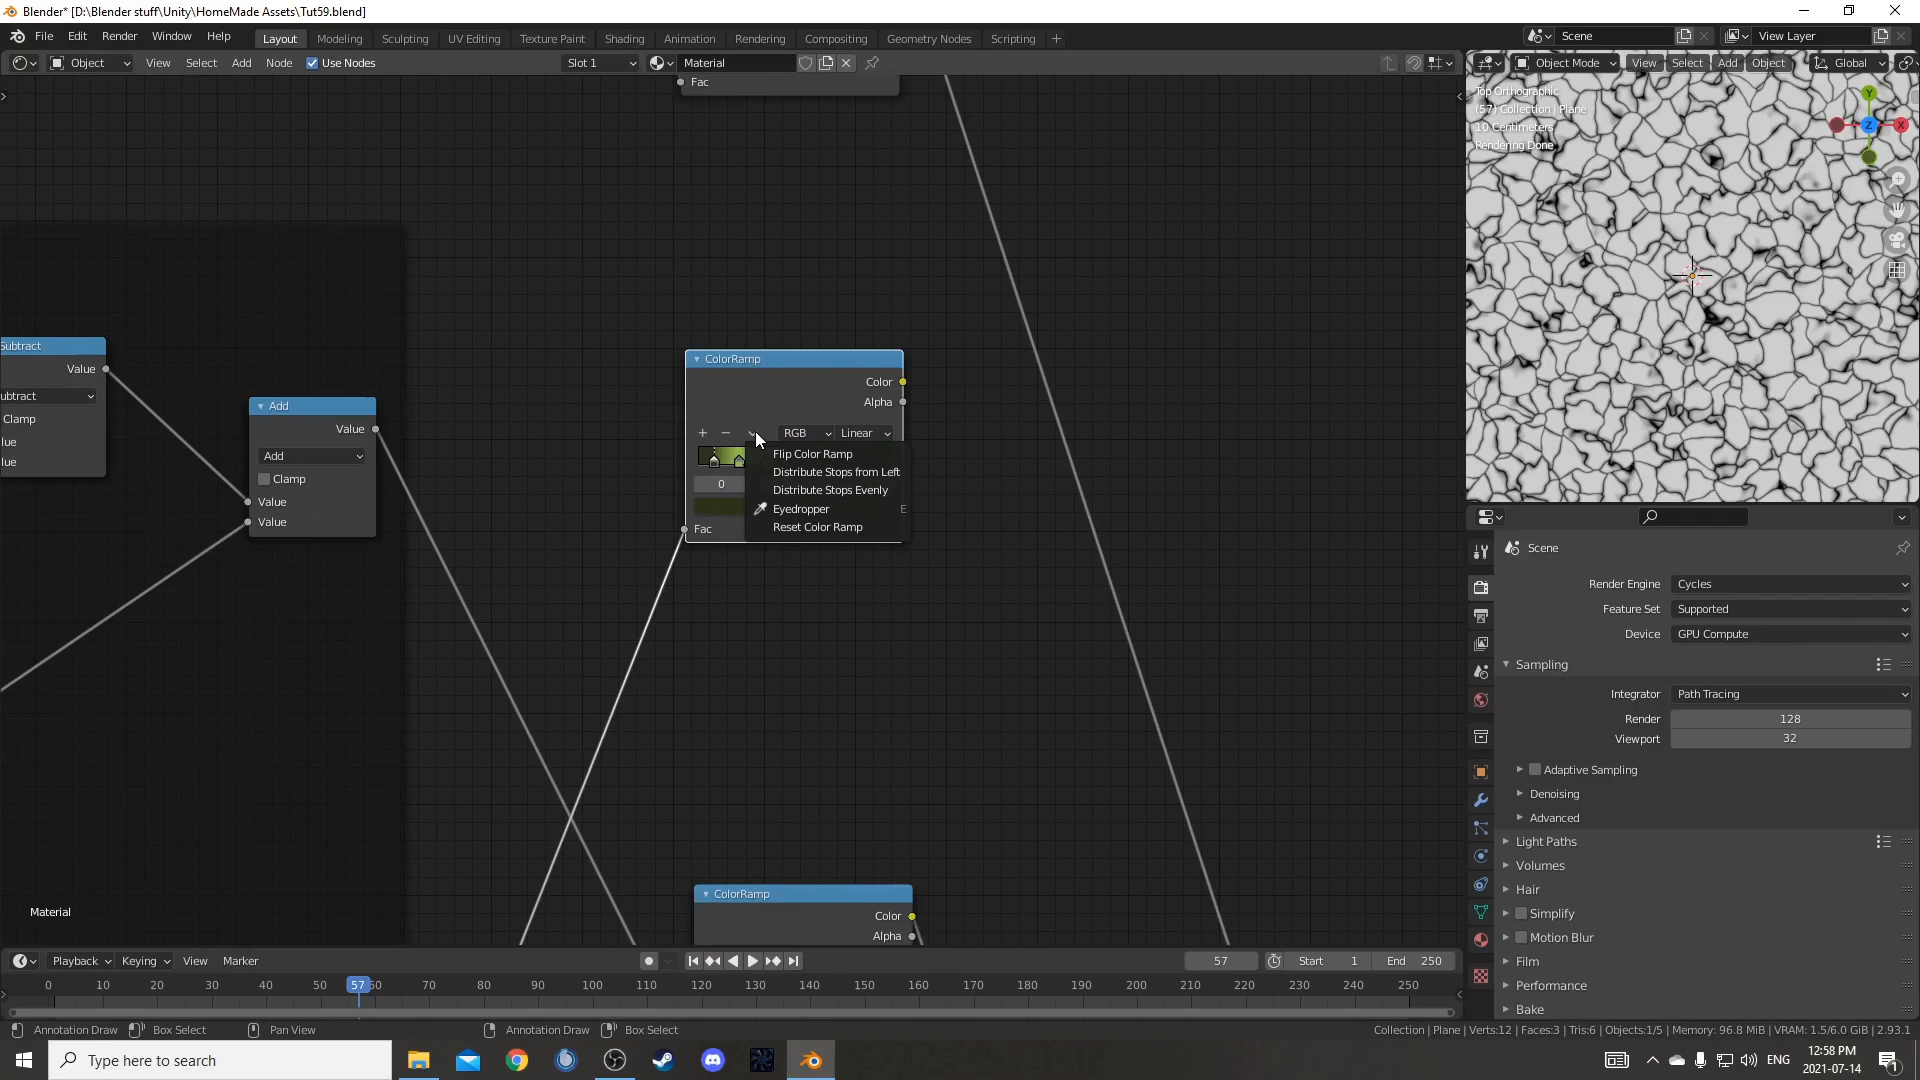 Blender* [D:\Blender stuff\Unity\HomeMade Assets\Tut59.blend]
File Edit Render Window Help Layout Modeling Sculpting UV Editing Texture Paint Shading Animation Rendering Compositing Geometry Nodes Scripting + Scene View Layer
Object View Select Add Node Use Nodes Slot 1 Material Object Mode View Select Add Object Global
Fac
Top Orthographic
(57) Collection | Plane
10 Centimeters
Rendering Done
Y
Z
X
Subtract
Value
ubtract
Clamp
lue
lue
Add
Value
Add
Clamp
Value
Value
ColorRamp
Color
Alpha
+ − RGB Linear
0
Fac
Flip Color Ramp
Distribute Stops from Left
Distribute Stops Evenly
Eyedropper E
Reset Color Ramp
ColorRamp
Color
Alpha
Material
Scene
Render Engine Cycles
Feature Set Supported
Device GPU Compute
Sampling
Integrator Path Tracing
Render 128
Viewport 32
Adaptive Sampling
Denoising
Advanced
Light Paths
Volumes
Hair
Simplify
Motion Blur
Film
Performance
Bake
Playback Keying View Marker 57 Start 1 End 250
0 10 20 30 40 50 57 60 70 80 90 100 110 120 130 140 150 160 170 180 190 200 210 220 230 240 250
Annotation Draw Box Select Pan View Annotation Draw Box Select Collection | Plane | Verts:12 | Faces:3 | Tris:6 | Objects:1/5 | Memory: 96.8 MiB | VRAM: 1.5/6.0 GiB | 2.93.1
Type here to search
ENG
12:58 PM
2021-07-14
1